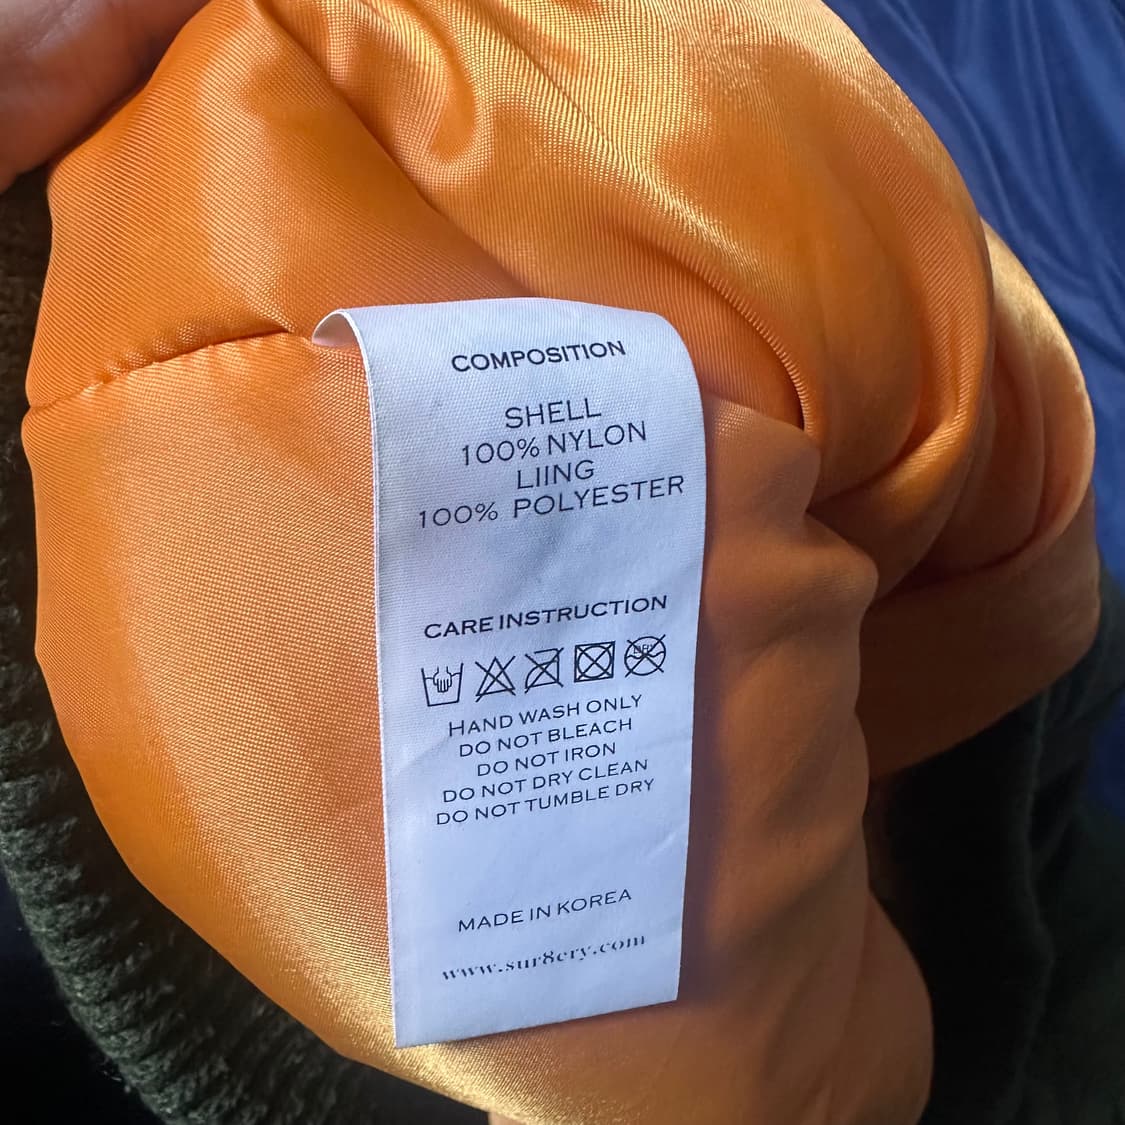 COMPOSITION
SHELL
100% NYLON
LIING
100% POLYESTER
CARE INSTRUCTION
HAND WASH ONLY
DO NOT BLEACH
DO NOT IRON
DO NOT DRY CLEAN
DO NOT TUMBLE DRY
MADE IN KOREA
www.sur8ery.com